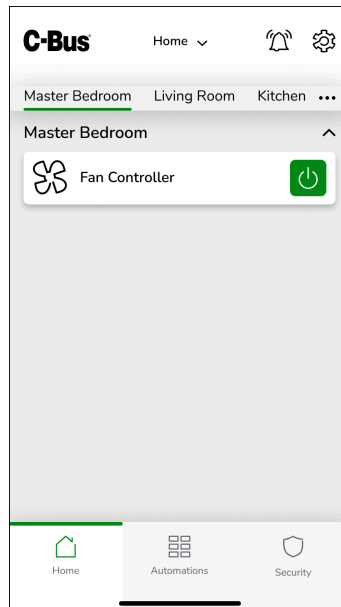 C-Bus
Home
Master Bedroom Living Room Kitchen
Master Bedroom
Fan Controller
Home Automations Security